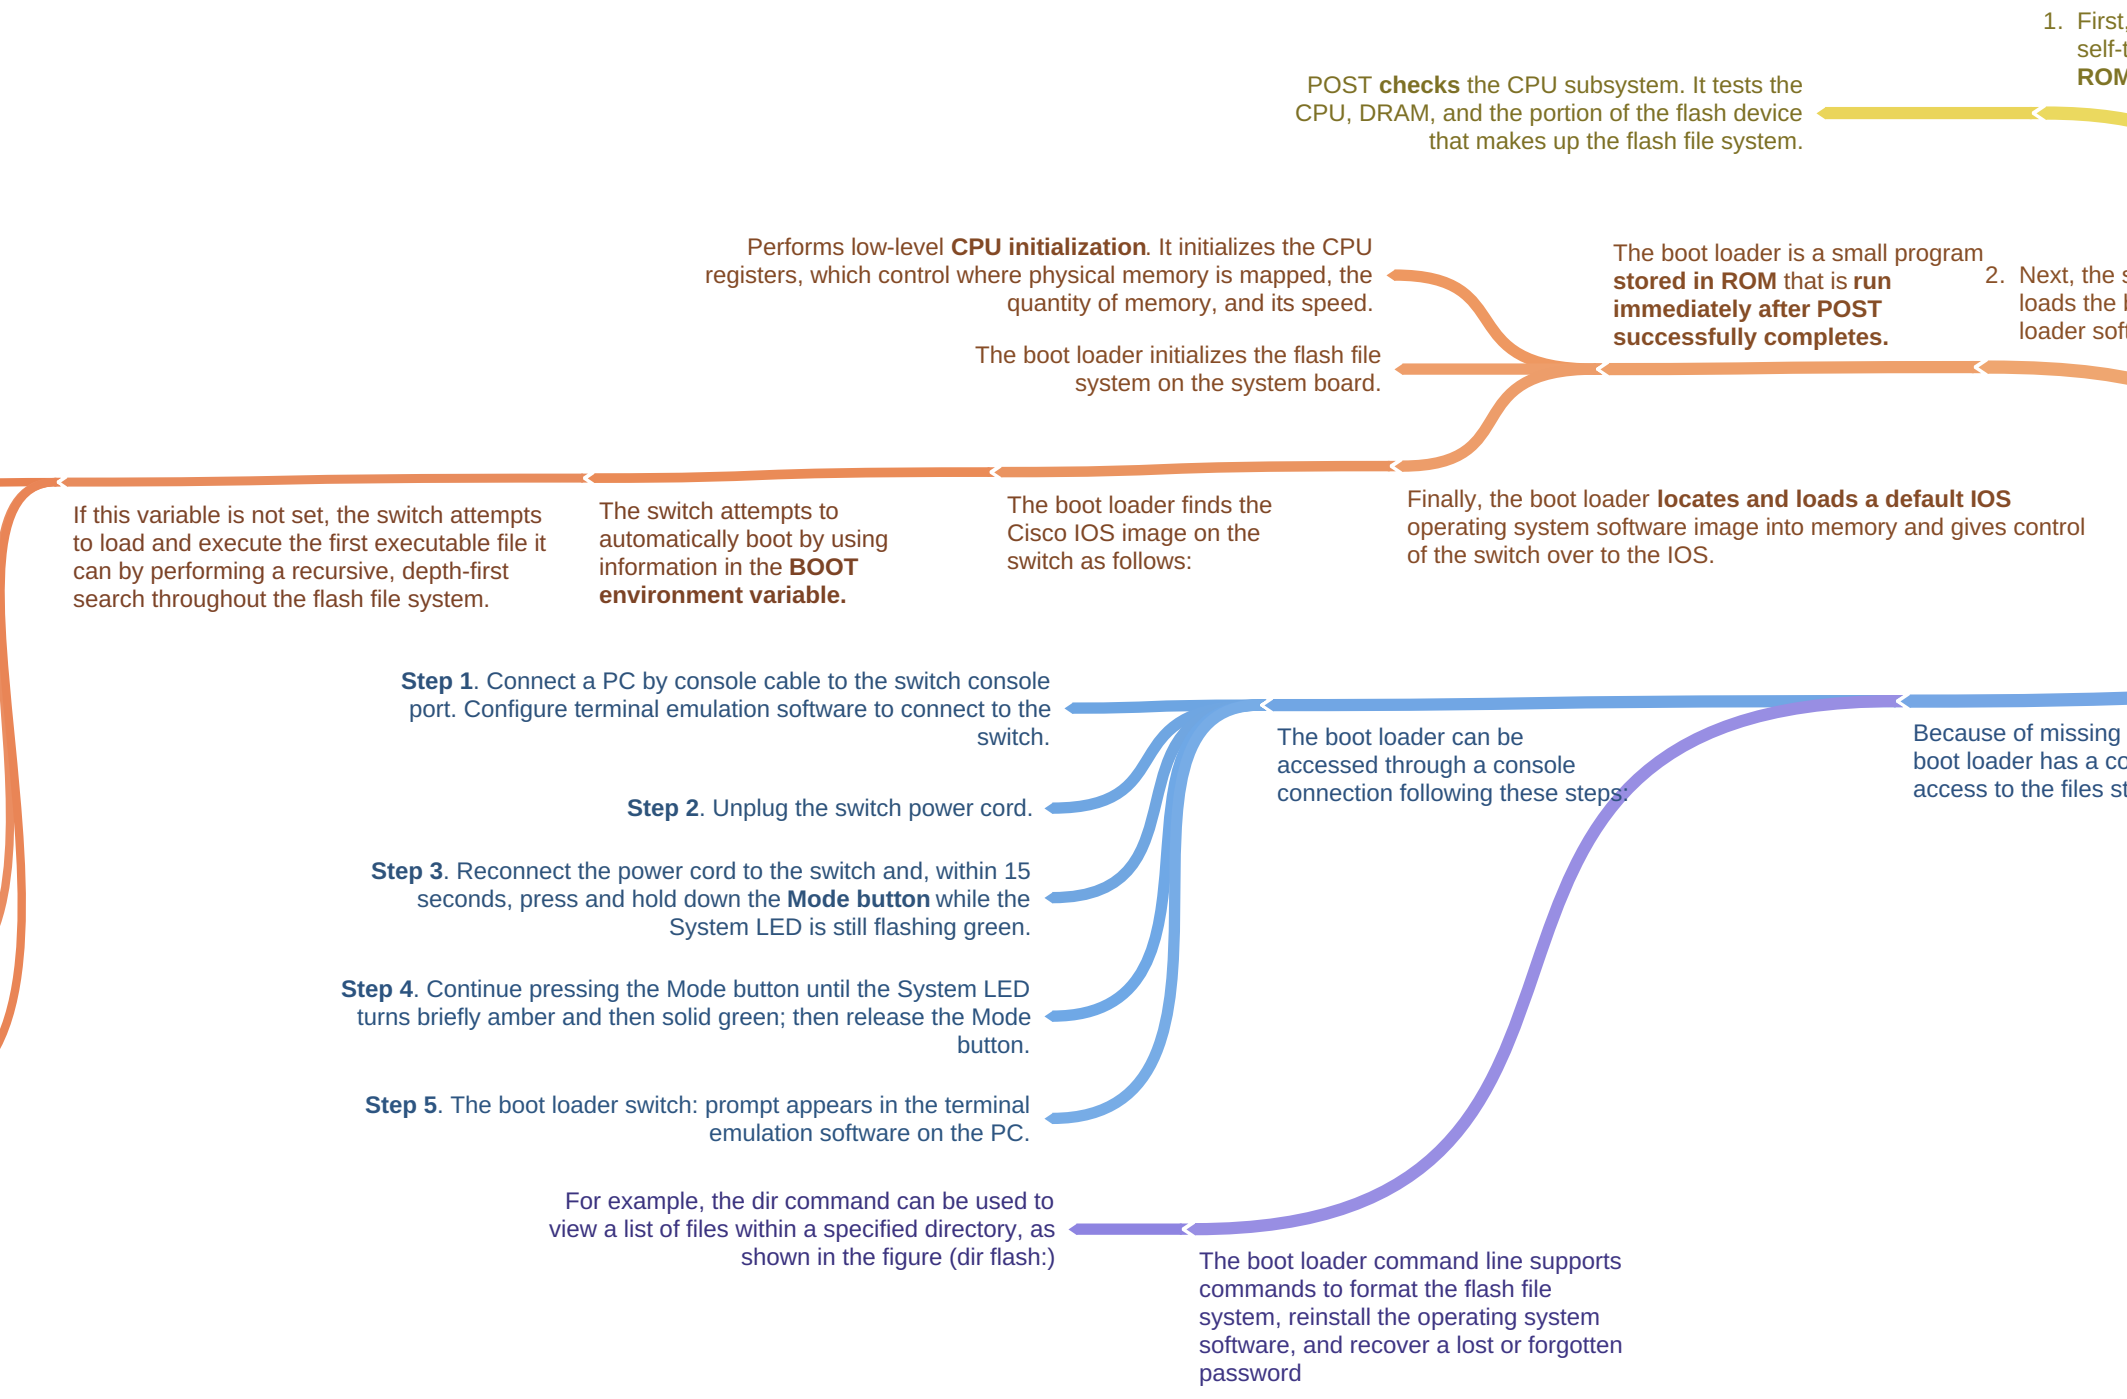 1. First,
self-t
ROM
POST checks the CPU subsystem. It tests the
CPU, DRAM, and the portion of the flash device
that makes up the flash file system.
Performs low-level CPU initialization. It initializes the CPU
registers, which control where physical memory is mapped, the
quantity of memory, and its speed.
The boot loader is a small program
stored in ROM that is run
immediately after POST
successfully completes.
2. Next, the s
loads the b
loader soft
The boot loader initializes the flash file
system on the system board.
If this variable is not set, the switch attempts
to load and execute the first executable file it
can by performing a recursive, depth-first
search throughout the flash file system.
The switch attempts to
automatically boot by using
information in the BOOT
environment variable.
The boot loader finds the
Cisco IOS image on the
switch as follows:
Finally, the boot loader locates and loads a default IOS
operating system software image into memory and gives control
of the switch over to the IOS.
Step 1. Connect a PC by console cable to the switch console
port. Configure terminal emulation software to connect to the
switch.
The boot loader can be
accessed through a console
connection following these steps:
Because of missing
boot loader has a co
access to the files st
Step 2. Unplug the switch power cord.
Step 3. Reconnect the power cord to the switch and, within 15
seconds, press and hold down the Mode button while the
System LED is still flashing green.
Step 4. Continue pressing the Mode button until the System LED
turns briefly amber and then solid green; then release the Mode
button.
Step 5. The boot loader switch: prompt appears in the terminal
emulation software on the PC.
For example, the dir command can be used to
view a list of files within a specified directory, as
shown in the figure (dir flash:)
The boot loader command line supports
commands to format the flash file
system, reinstall the operating system
software, and recover a lost or forgotten
password